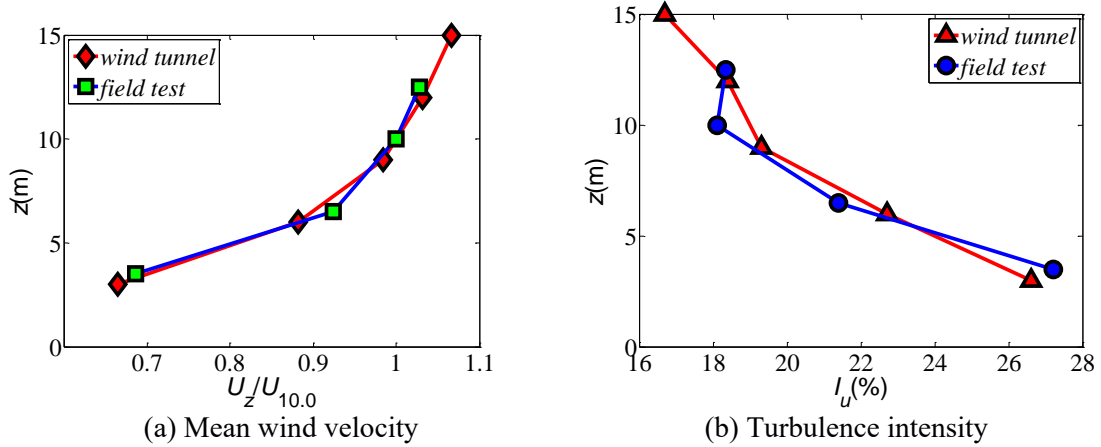 15
10
5
0
z(m)
wind tunnel
field test
0.7
0.8
0.9
1
1.1
U_z/U_10.0
(a) Mean wind velocity
15
10
5
0
z(m)
wind tunnel
field test
16
18
20
22
24
26
28
I_u(%)
(b) Turbulence intensity